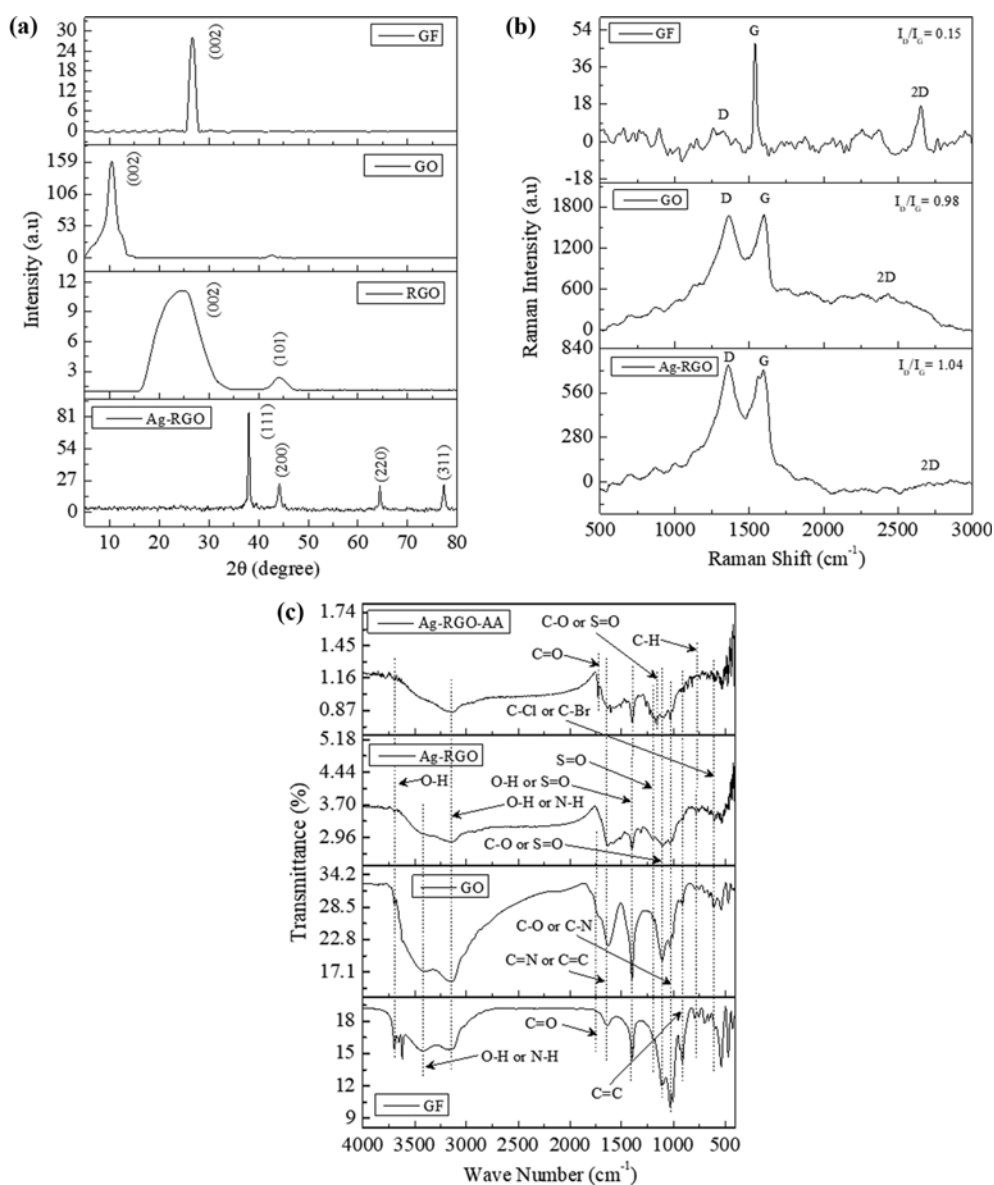 (a)
30
24
18
12
6
0
(002)
GF
159
106
53
0
(002)
GO
12
9
6
3
(002)
(101)
RGO
81
54
27
0
Ag-RGO
(111)
(200)
(220)
(311)
10 20 30 40 50 60 70 80
2θ (degree)
Intensity (a.u)
(b)
54
36
18
0
-18
GF
D
G
2D
I_D/I_G = 0.15
1800
1200
600
0
GO
D
G
2D
I_D/I_G = 0.98
840
560
280
0
Ag-RGO
D
G
2D
I_D/I_G = 1.04
500 1000 1500 2000 2500 3000
Raman Shift (cm⁻¹)
Raman Intensity (a.u)
(c)
1.74
1.45
1.16
0.87
Ag-RGO-AA
C-O or S=O
C-H
C=O
C-Cl or C-Br
5.18
4.44
3.70
2.96
Ag-RGO
S=O
O-H
O-H or S=O
O-H or N-H
C-O or S=O
34.2
28.5
22.8
17.1
GO
C-O or C-N
C=N or C=C
18
15
12
9
C=O
O-H or N-H
C=C
GF
4000 3500 3000 2500 2000 1500 1000 500
Wave Number (cm⁻¹)
Transmittance (%)